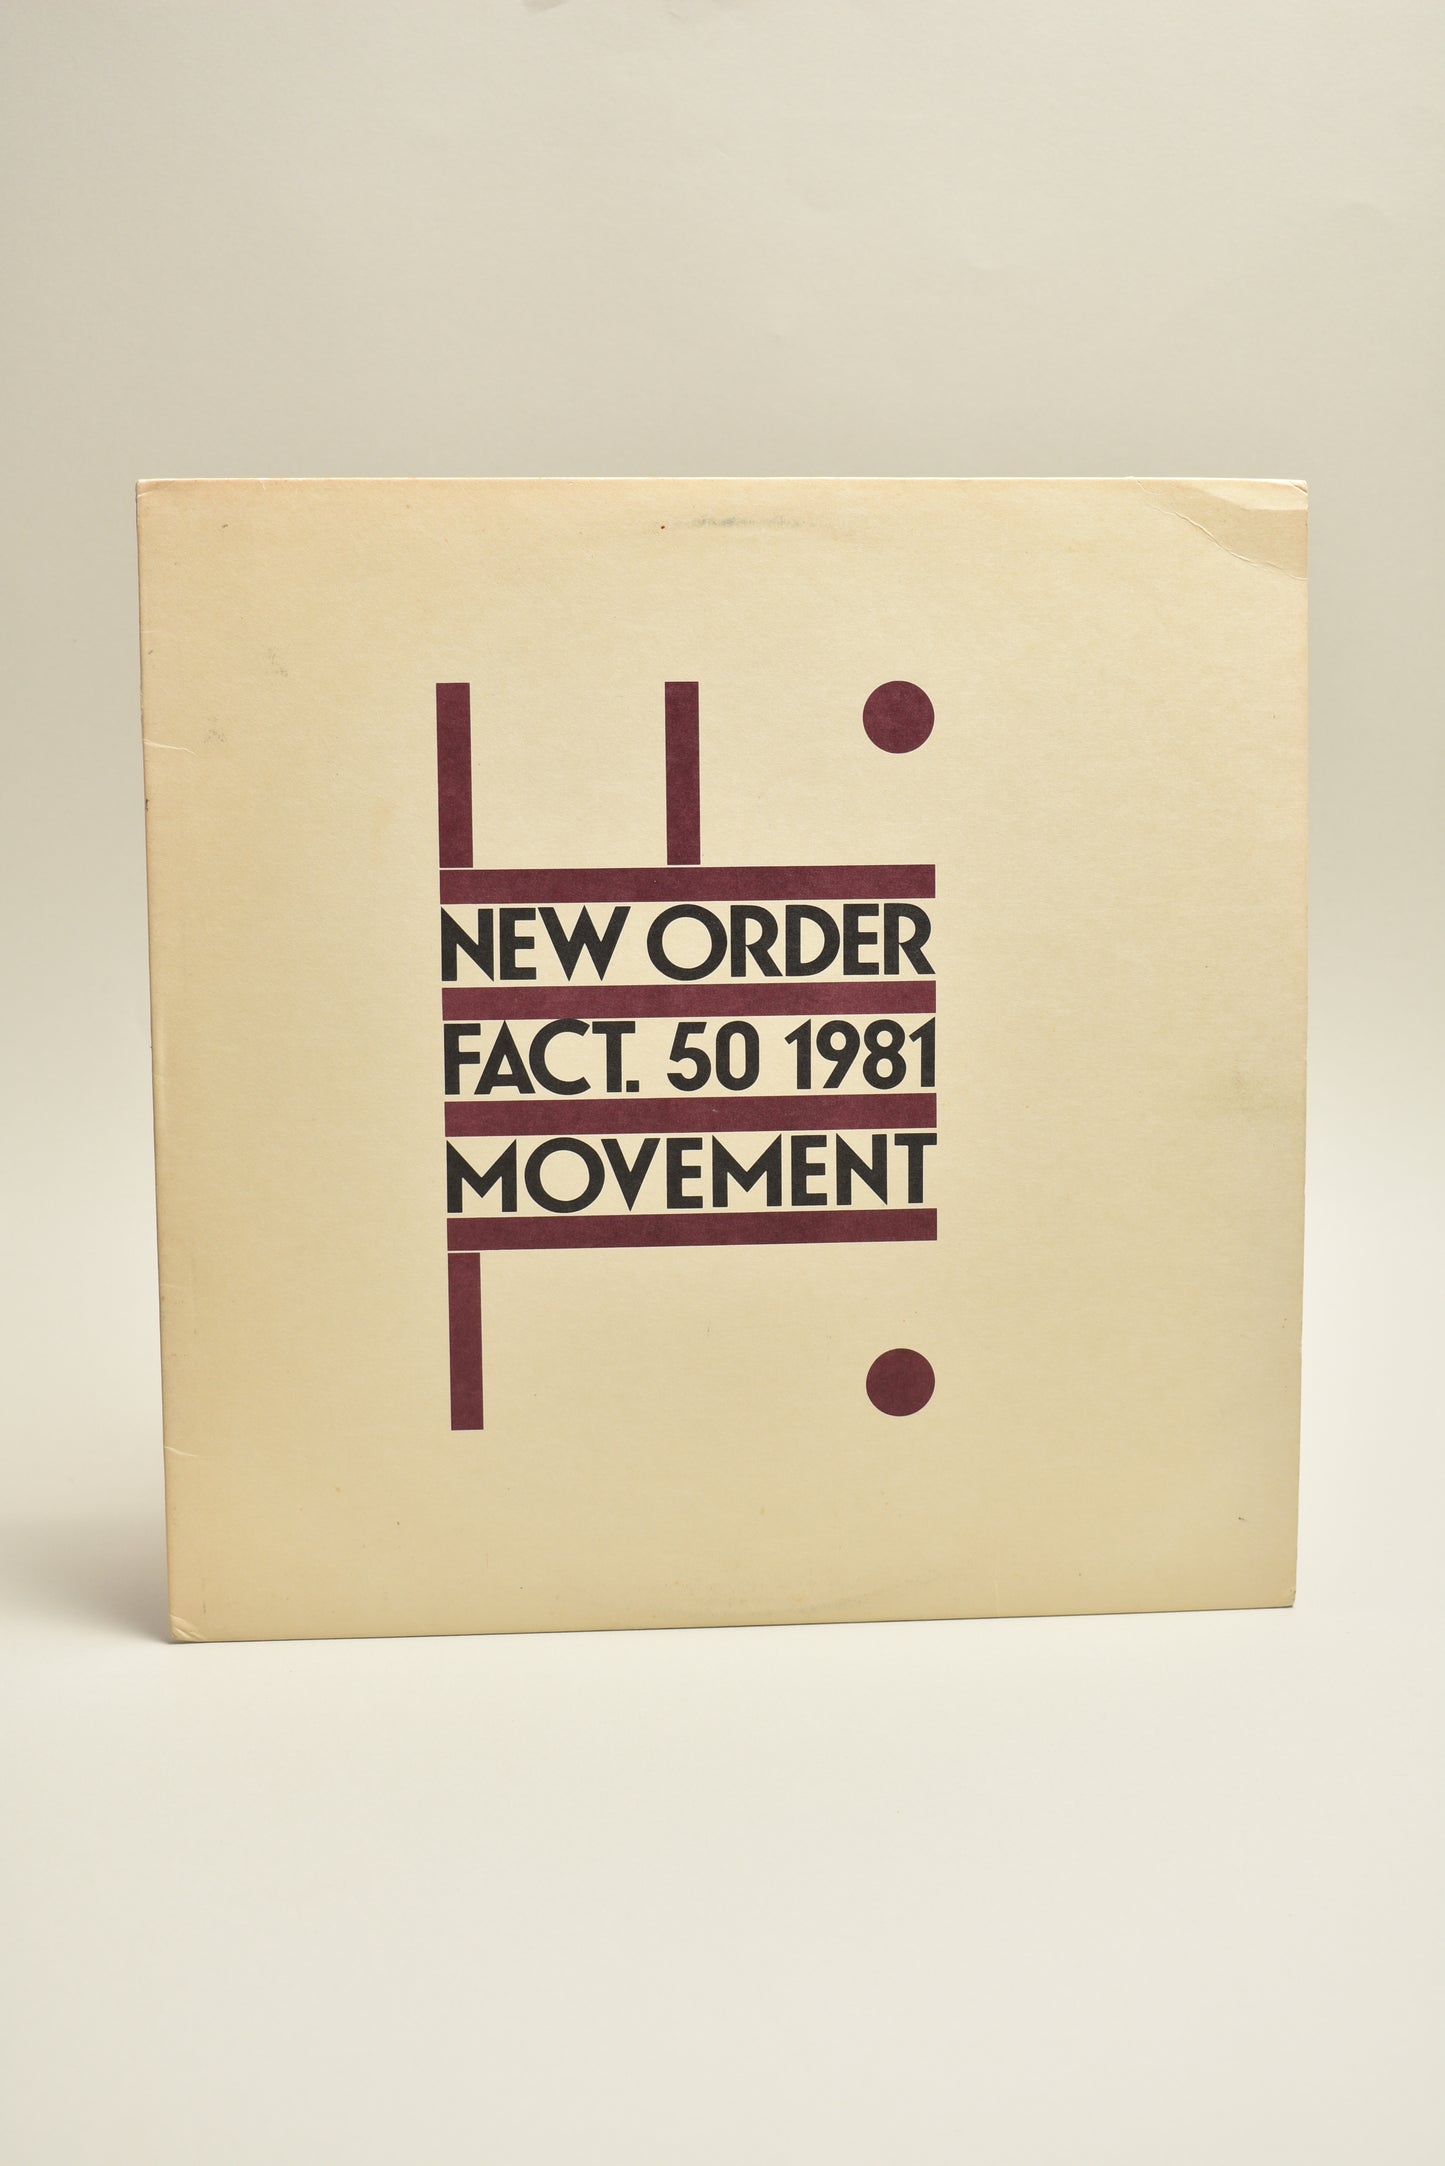 NEW ORDER
FACT. 50 1981
MOVEMENT